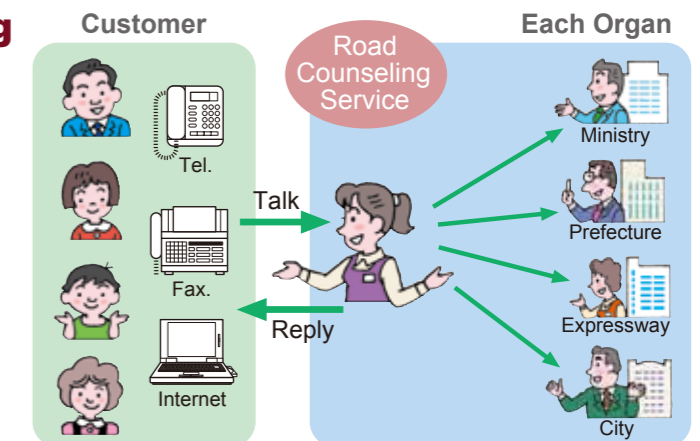 g
Customer
Each Organ
Road
Counseling
Service
Tel.
Ministry
Talk
Prefecture
Fax.
Reply
Expressway
Internet
City